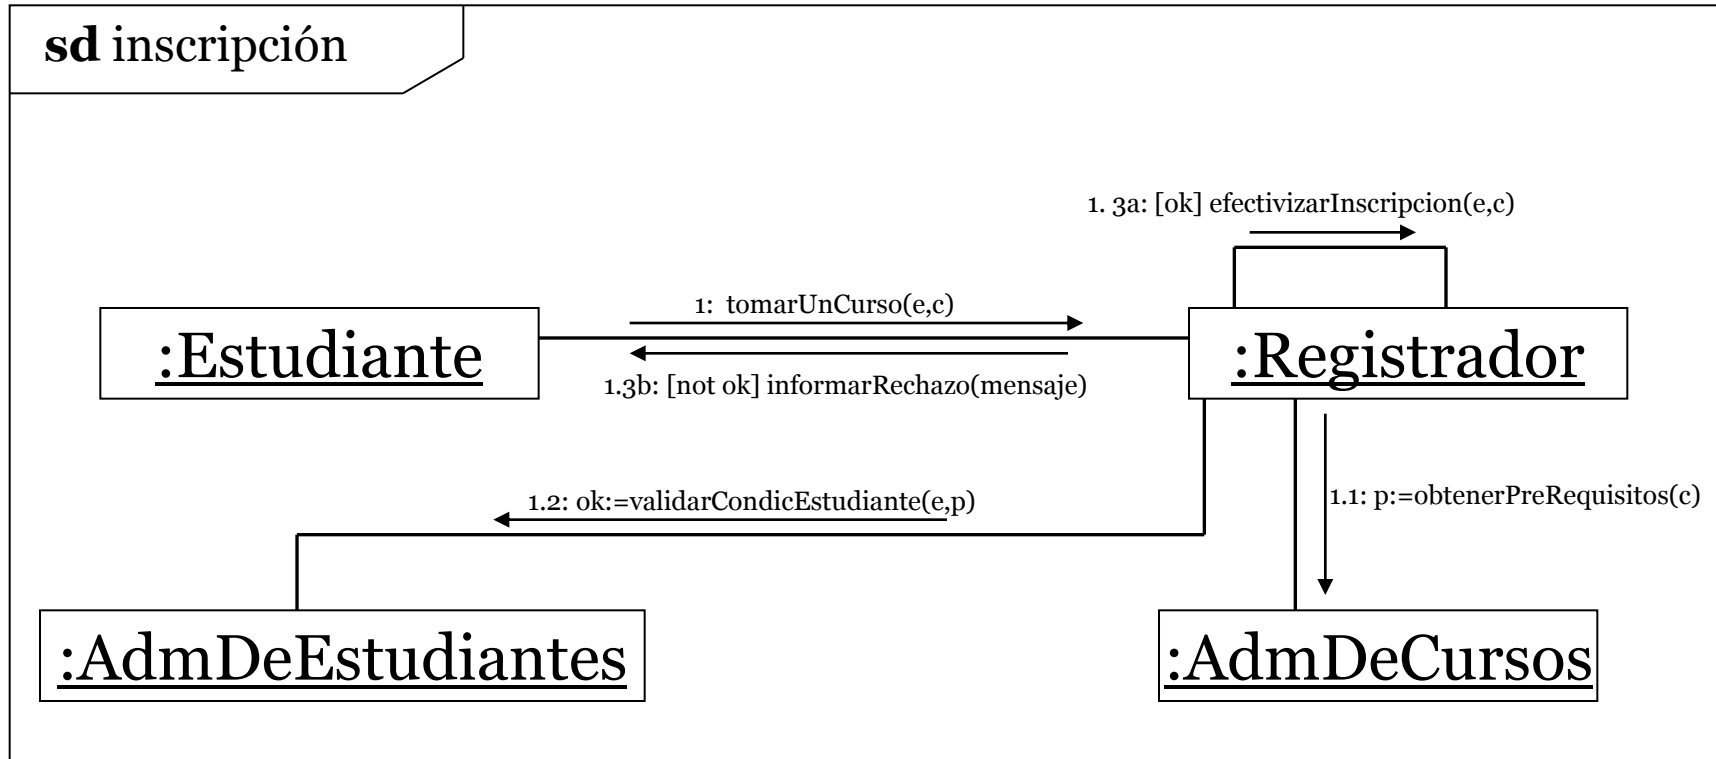 sd inscripción
1. 3a: [ok] efectivizarInscripcion(e,c)
1: tomarUnCurso(e,c)
:Estudiante
:Registrador
1.3b: [not ok] informarRechazo(mensaje)
1.2: ok:=validarCondicEstudiante(e,p)
1.1: p:=obtenerPreRequisitos(c)
:AdmDeEstudiantes
:AdmDeCursos